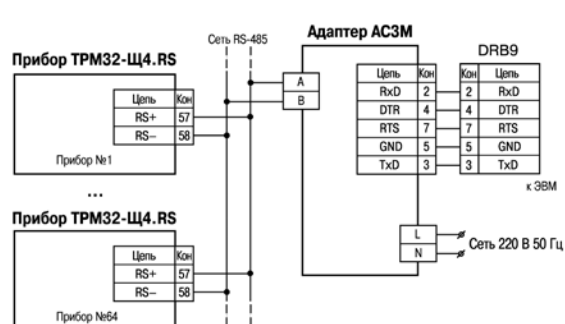 Сеть RS-485
Адаптер АС3М
Прибор ТРМ32-Щ4.RS
Цепь Кон
RS+ 57
RS– 58
Прибор №1
...
Прибор ТРМ32-Щ4.RS
Цепь Кон
RS+ 57
RS– 58
Прибор №64
A
B
Цепь Кон
RxD 2
DTR 4
RTS 7
GND 5
TxD 3
DRB9
Кон Цепь
2 RxD
4 DTR
7 RTS
5 GND
3 TxD
к ЭВМ
L
N
Сеть 220 В 50 Гц